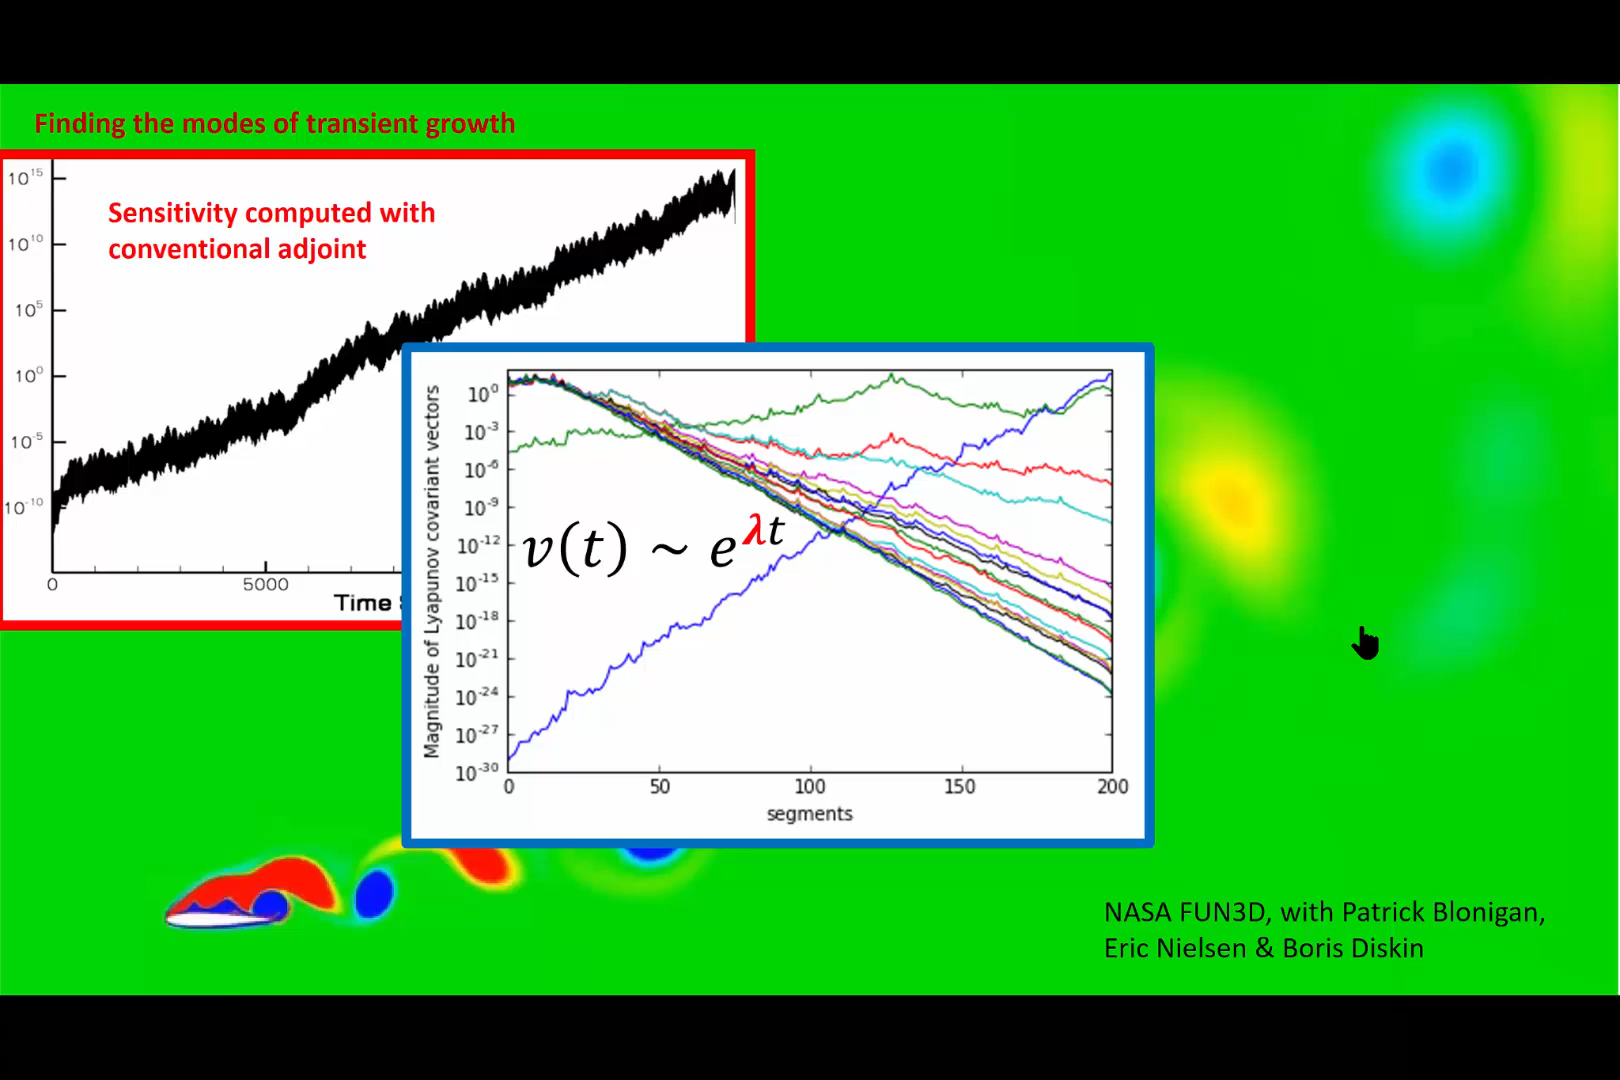 Finding the modes of transient growth
Sensitivity computed with
conventional adjoint
10^15
10^10
10^5
10^0
10^-5
10^-10
0
5000
Time
Magnitude of Lyapunov covariant vectors
10^0
10^-3
10^-6
10^-9
10^-12
10^-15
10^-18
10^-21
10^-24
10^-27
10^-30
v(t) ~ e^λt
0
50
100
150
200
segments
NASA FUN3D, with Patrick Blonigan,
Eric Nielsen & Boris Diskin